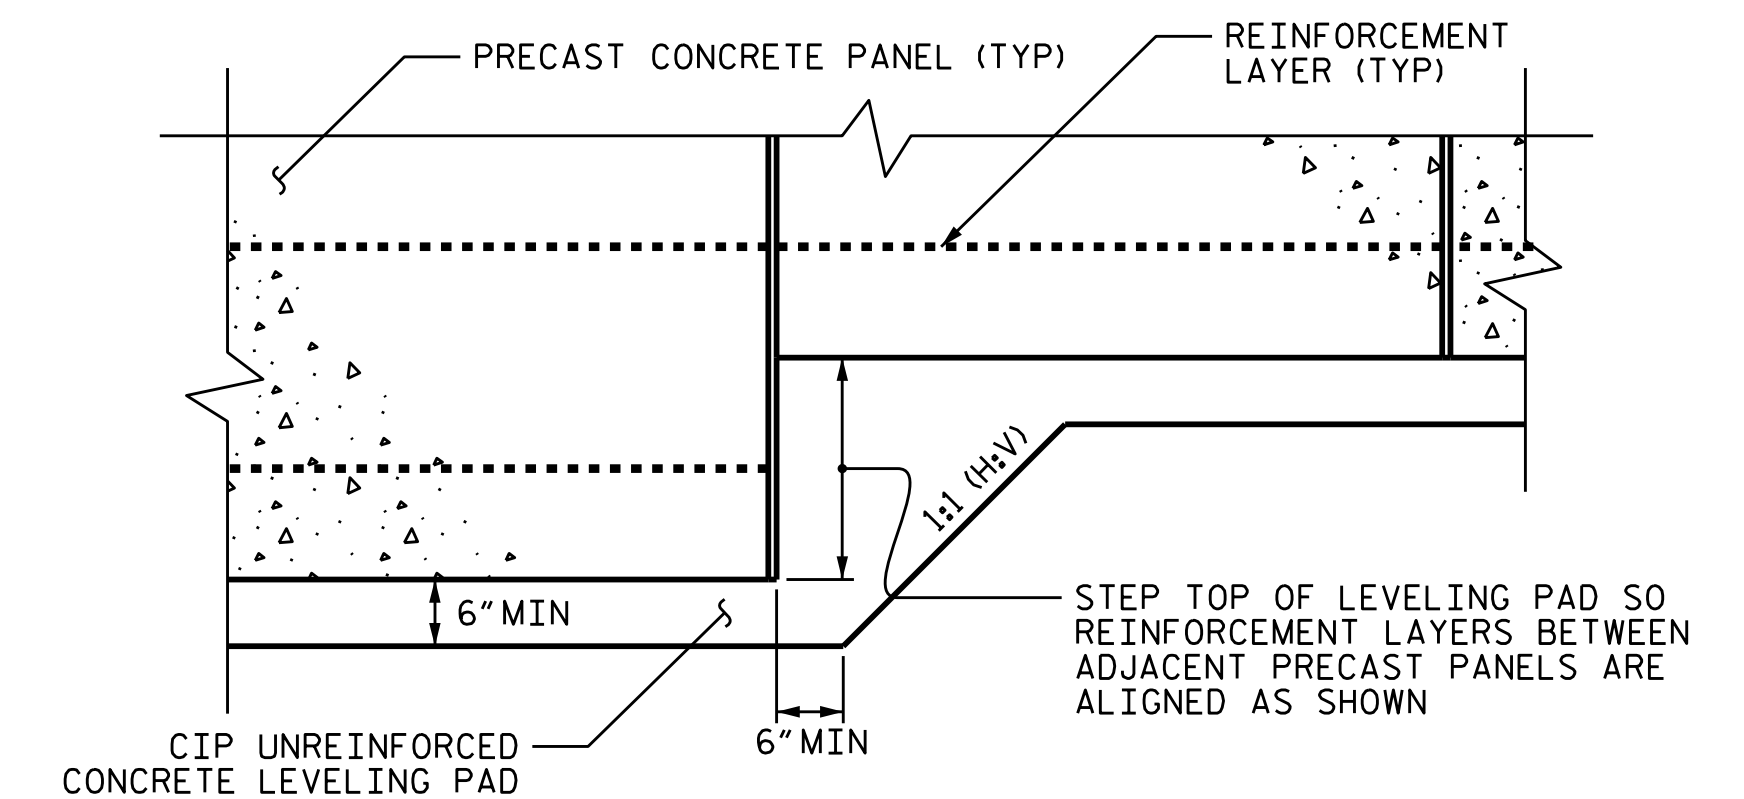 PRECAST CONCRETE PANEL (TYP)
REINFORCEMENT
LAYER (TYP)
1:1 (H:V)
6" MIN
STEP TOP OF LEVELING PAD SO
REINFORCEMENT LAYERS BETWEEN
ADJACENT PRECAST PANELS ARE
ALIGNED AS SHOWN
6" MIN
CIP UNREINFORCED
CONCRETE LEVELING PAD